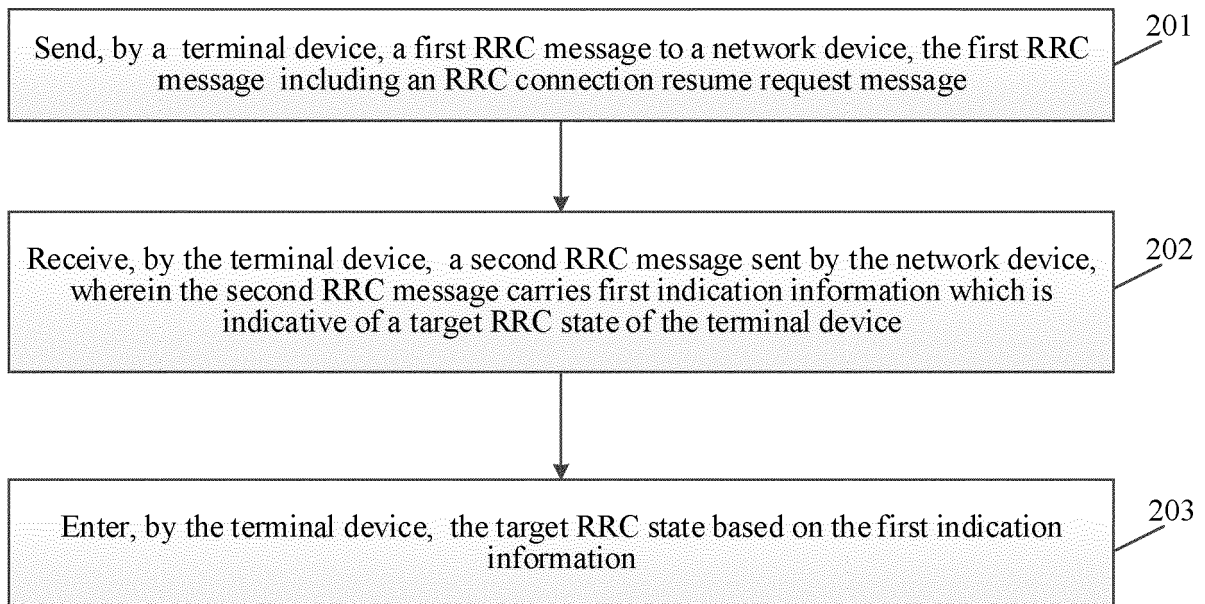 Send, by a terminal device, a first RRC message to a network device, the first RRC
message including an RRC connection resume request message
201
Receive, by the terminal device, a second RRC message sent by the network device,
wherein the second RRC message carries first indication information which is
indicative of a target RRC state of the terminal device
202
Enter, by the terminal device, the target RRC state based on the first indication
information
203